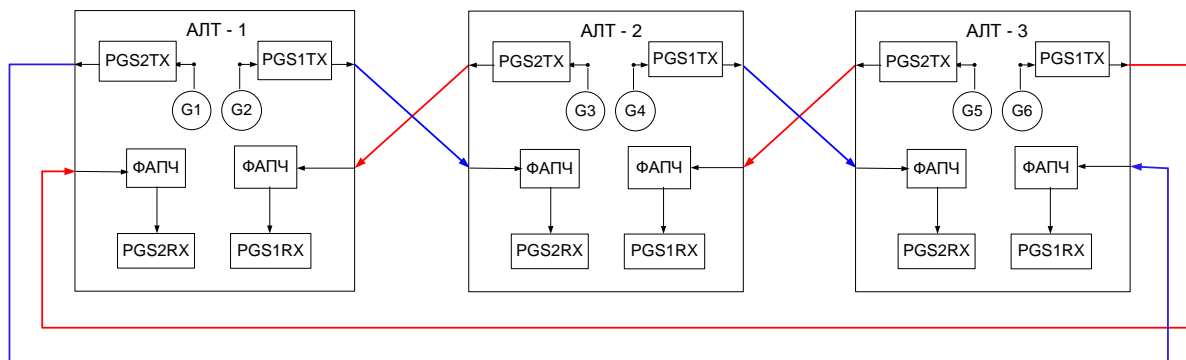 АЛТ - 1
PGS2TX
PGS1TX
G1
G2
ФАПЧ
ФАПЧ
PGS2RX
PGS1RX
АЛТ - 2
PGS2TX
PGS1TX
G3
G4
ФАПЧ
ФАПЧ
PGS2RX
PGS1RX
АЛТ - 3
PGS2TX
PGS1TX
G5
G6
ФАПЧ
ФАПЧ
PGS2RX
PGS1RX